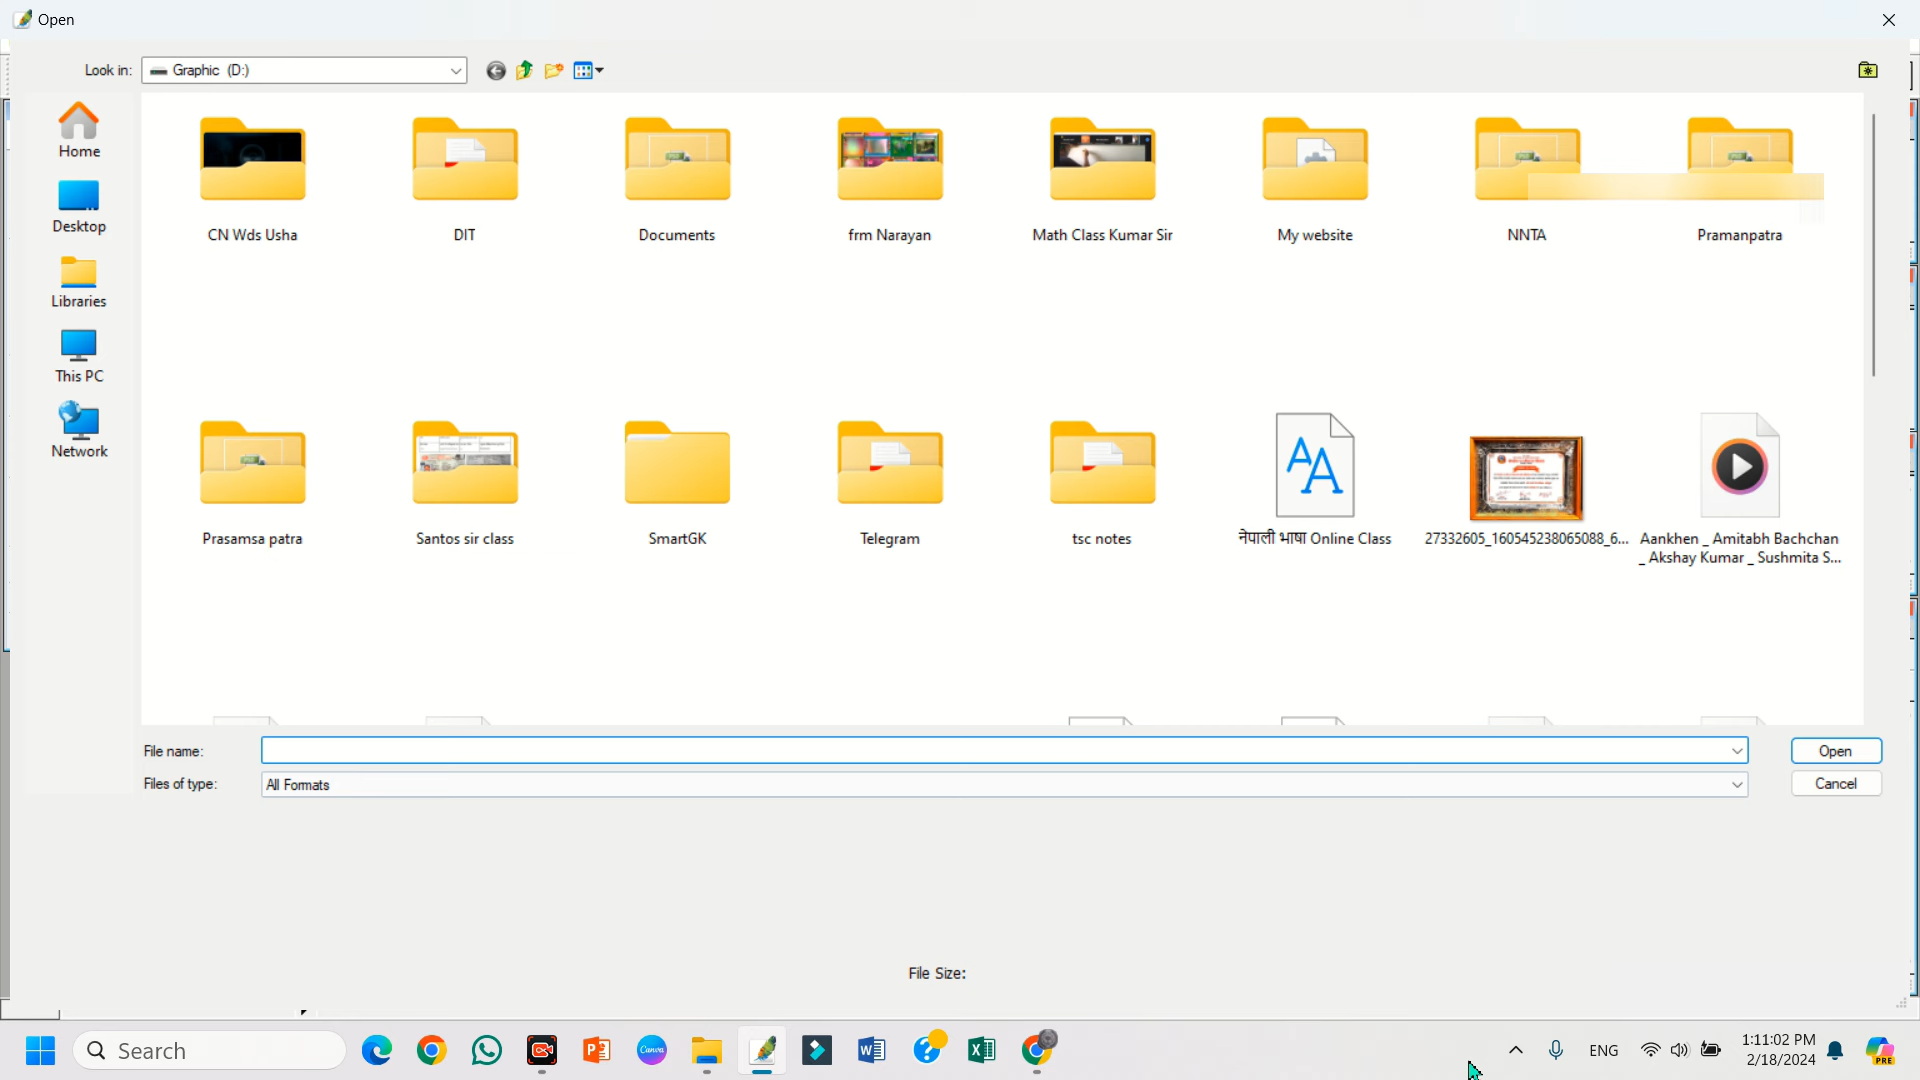 Open
Look in:
Graphic (D:)
Home
Desktop
Libraries
This PC
Network
CN Wds Usha
DIT
Documents
frm Narayan
Math Class Kumar Sir
My website
NNTA
Pramanpatra
Prasamsa patra
Santos sir class
SmartGK
Telegram
tsc notes
नेपाली भाषा Online Class
27332605_160545238065088_6...
Aankhen _ Amitabh Bachchan
_ Akshay Kumar _ Sushmita S...
File name:
Open
Files of type:
All Formats
Cancel
File Size:
Search
Canva
ENG
1:11:02 PM
2/18/2024
PRE